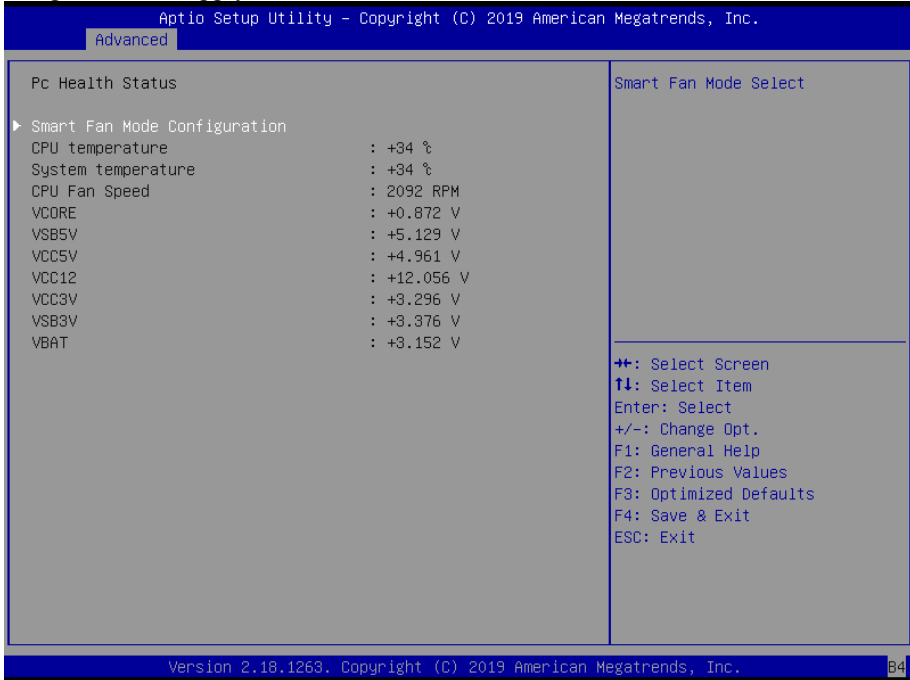 Aptio Setup Utility – Copyright (C) 2019 American Megatrends, Inc.
Advanced
Pc Health Status
Smart Fan Mode Configuration
CPU temperature : +34 ℃
System temperature : +34 ℃
CPU Fan Speed : 2092 RPM
VCORE : +0.872 V
VSB5V : +5.129 V
VCC5V : +4.961 V
VCC12 : +12.056 V
VCC3V : +3.296 V
VSB3V : +3.376 V
VBAT : +3.152 V
Smart Fan Mode Select
→←: Select Screen
↑↓: Select Item
Enter: Select
+/-: Change Opt.
F1: General Help
F2: Previous Values
F3: Optimized Defaults
F4: Save & Exit
ESC: Exit
Version 2.18.1263. Copyright (C) 2019 American Megatrends, Inc.
B4